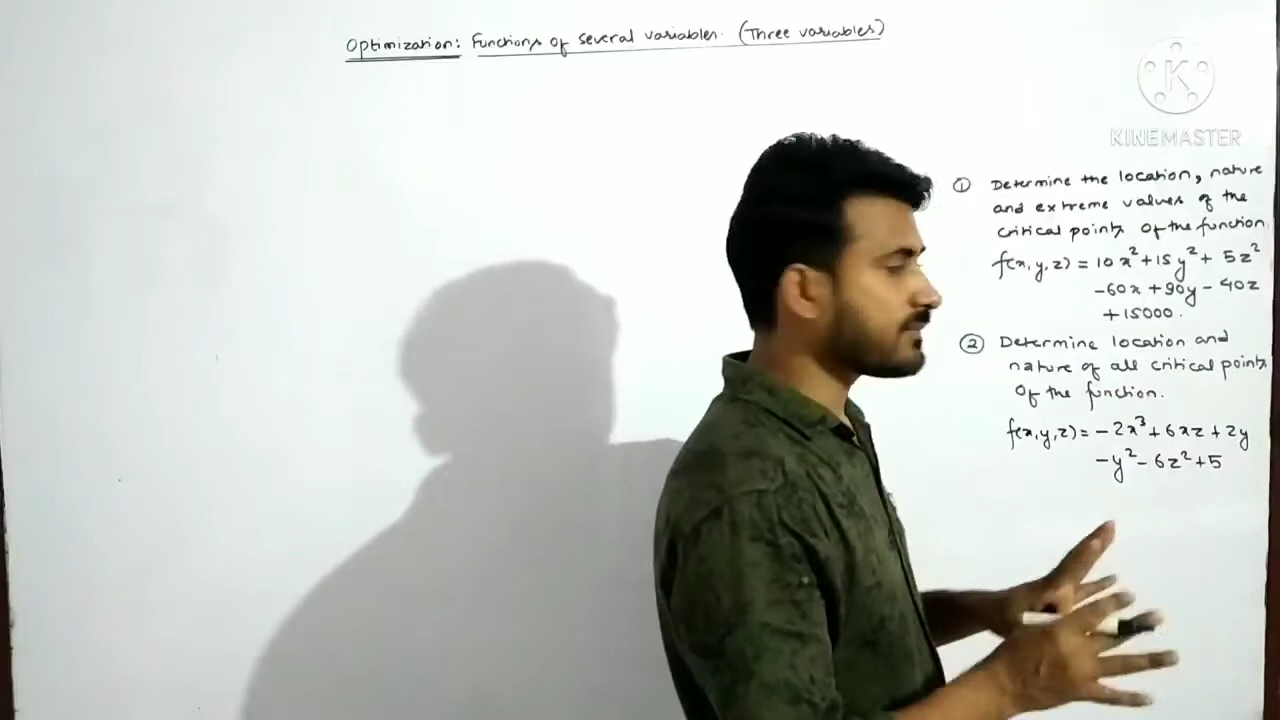 Optimization: Functions of several variables. (Three variables)
K
KINEMASTER
① Determine the location, nature
and extreme values of the
critical points of the function
f(x,y,z) = 10x²+15y²+ 5z²
-60x +90y - 40z
+15000.
② Determine location and
nature of all critical points
of the function.
f(x,y,z)= -2x³+6xz+2y
-y²-6z²+5